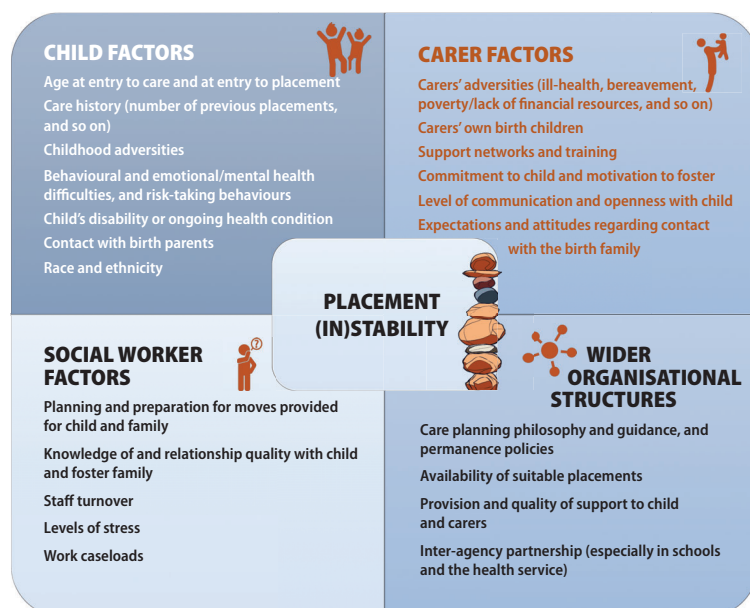 CHILD FACTORS
Age at entry to care and at entry to placement
Care history (number of previous placements,
and so on)
Childhood adversities
Behavioural and emotional/mental health
difficulties, and risk-taking behaviours
Child's disability or ongoing health condition
Contact with birth parents
Race and ethnicity
CARER FACTORS
Carers' adversities (ill-health, bereavement,
poverty/lack of financial resources, and so on)
Carers' own birth children
Support networks and training
Commitment to child and motivation to foster
Level of communication and openness with child
Expectations and attitudes regarding contact
with the birth family
PLACEMENT
(IN)STABILITY
SOCIAL WORKER
FACTORS
?
Planning and preparation for moves provided
for child and family
Knowledge of and relationship quality with child
and foster family
Staff turnover
Levels of stress
Work caseloads
WIDER
ORGANISATIONAL
STRUCTURES
Care planning philosophy and guidance, and
permanence policies
Availability of suitable placements
Provision and quality of support to child
and carers
Inter-agency partnership (especially in schools
and the health service)